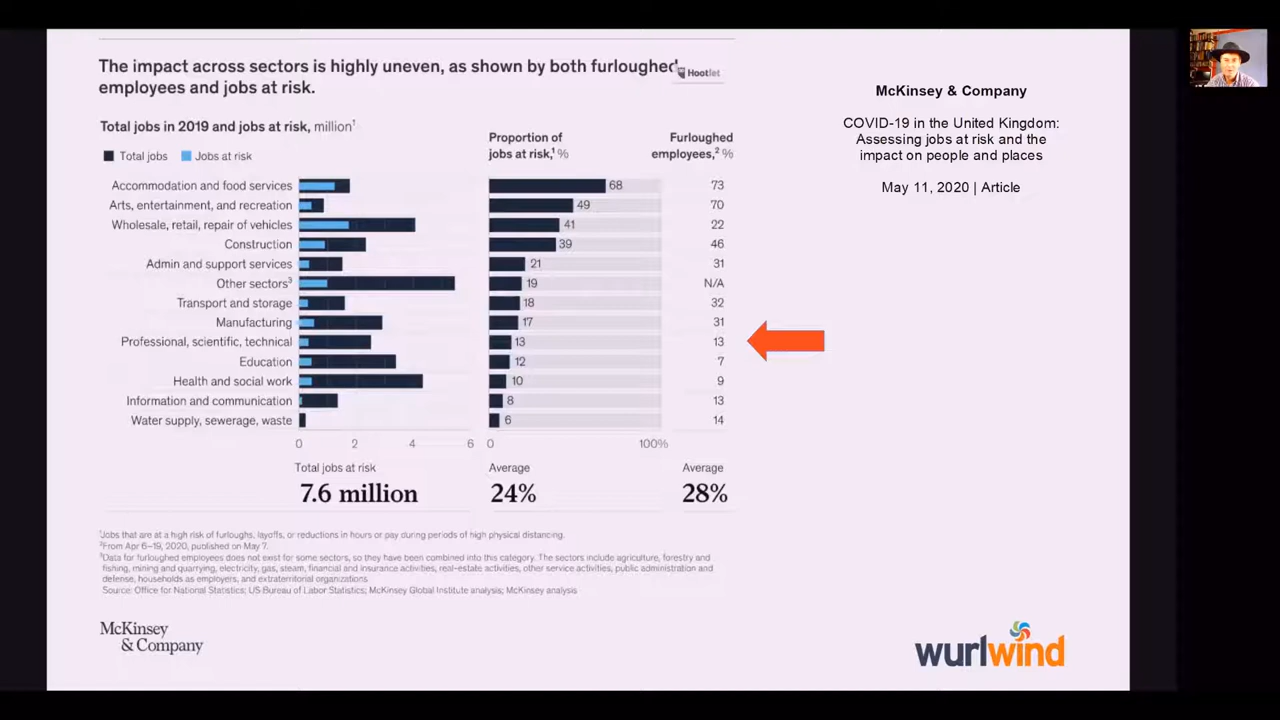 The impact across sectors is highly uneven, as shown by both furloughed
employees and jobs at risk.
Hootlet
Total jobs in 2019 and jobs at risk, million¹
Total jobs
Jobs at risk
Proportion of
jobs at risk,¹ %
Furloughed
employees,² %
Accommodation and food services 68 73
Arts, entertainment, and recreation 49 70
Wholesale, retail, repair of vehicles 41 22
Construction 39 46
Admin and support services 21 31
Other sectors³ 19 N/A
Transport and storage 18 32
Manufacturing 17 31
Professional, scientific, technical 13 13
Education 12 7
Health and social work 10 9
Information and communication 8 13
Water supply, sewerage, waste 6 14
0 2 4 6 0 100%
Total jobs at risk
7.6 million
Average
24%
Average
28%
¹Jobs that are at a high risk of furloughs, layoffs, or reductions in hours or pay during periods of high physical distancing.
²From Apr 6–19, 2020, published on May 7.
³Data for furloughed employees does not exist for some sectors, so they have been combined into this category. The sectors include agriculture, forestry and
fishing, mining and quarrying, electricity, gas, steam, financial and insurance activities, real-estate activities, other service activities, public administration and
defense, households as employers, and extraterritorial organizations
Source: Office for National Statistics; US Bureau of Labor Statistics; McKinsey Global Institute analysis; McKinsey analysis
McKinsey
& Company
McKinsey & Company
COVID-19 in the United Kingdom:
Assessing jobs at risk and the
impact on people and places
May 11, 2020 | Article
wurlwind